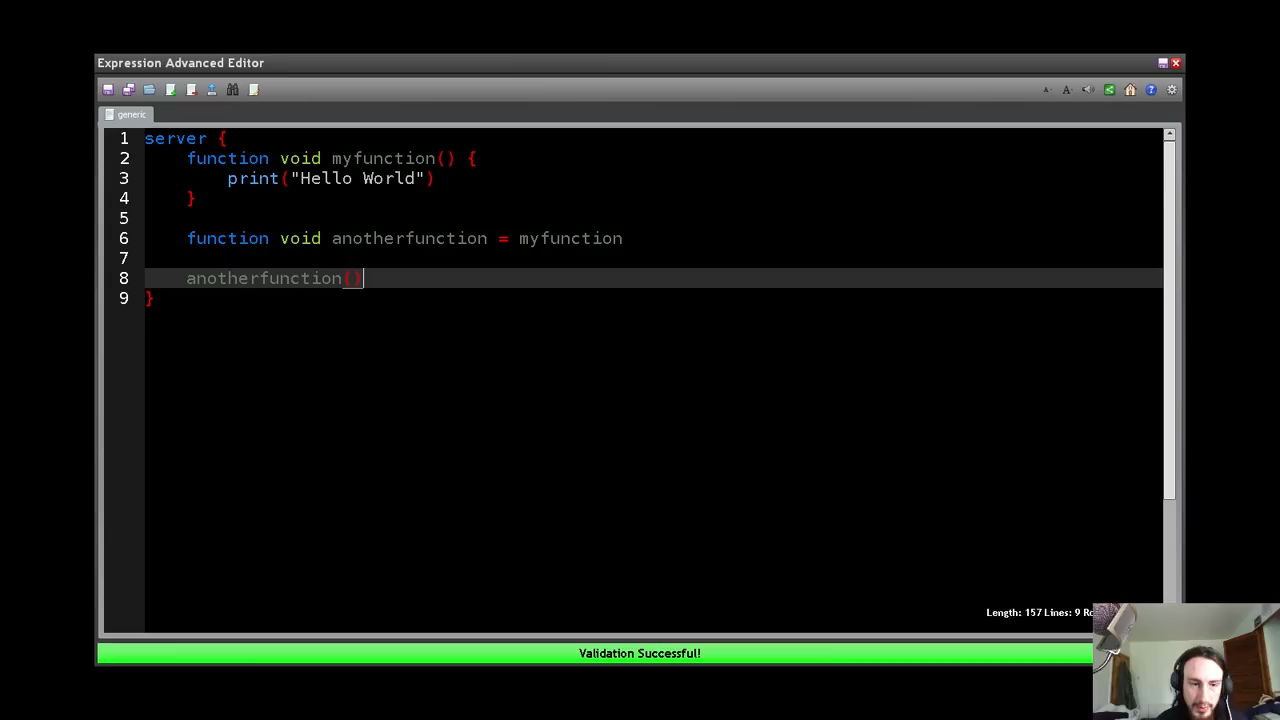 Expression Advanced Editor
generic
1 server {
2     function void myfunction() {
3         print("Hello World")
4     }
5
6     function void anotherfunction = myfunction
7
8     anotherfunction()
9 }
Length: 157 Lines: 9
Validation Successful!